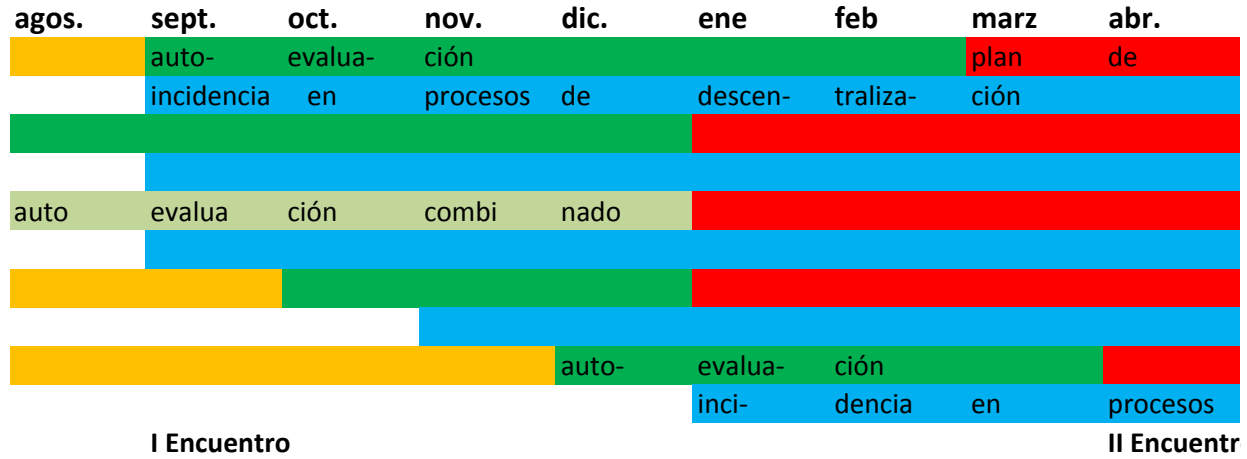 agos. sept. oct. nov. dic. ene feb marz abr.
auto- evalua- ción plan de
incidencia en procesos de descen- traliza- ción
auto evalua ción combi nado
auto- evalua- ción
inci- dencia en procesos
I Encuentro II Encuentr